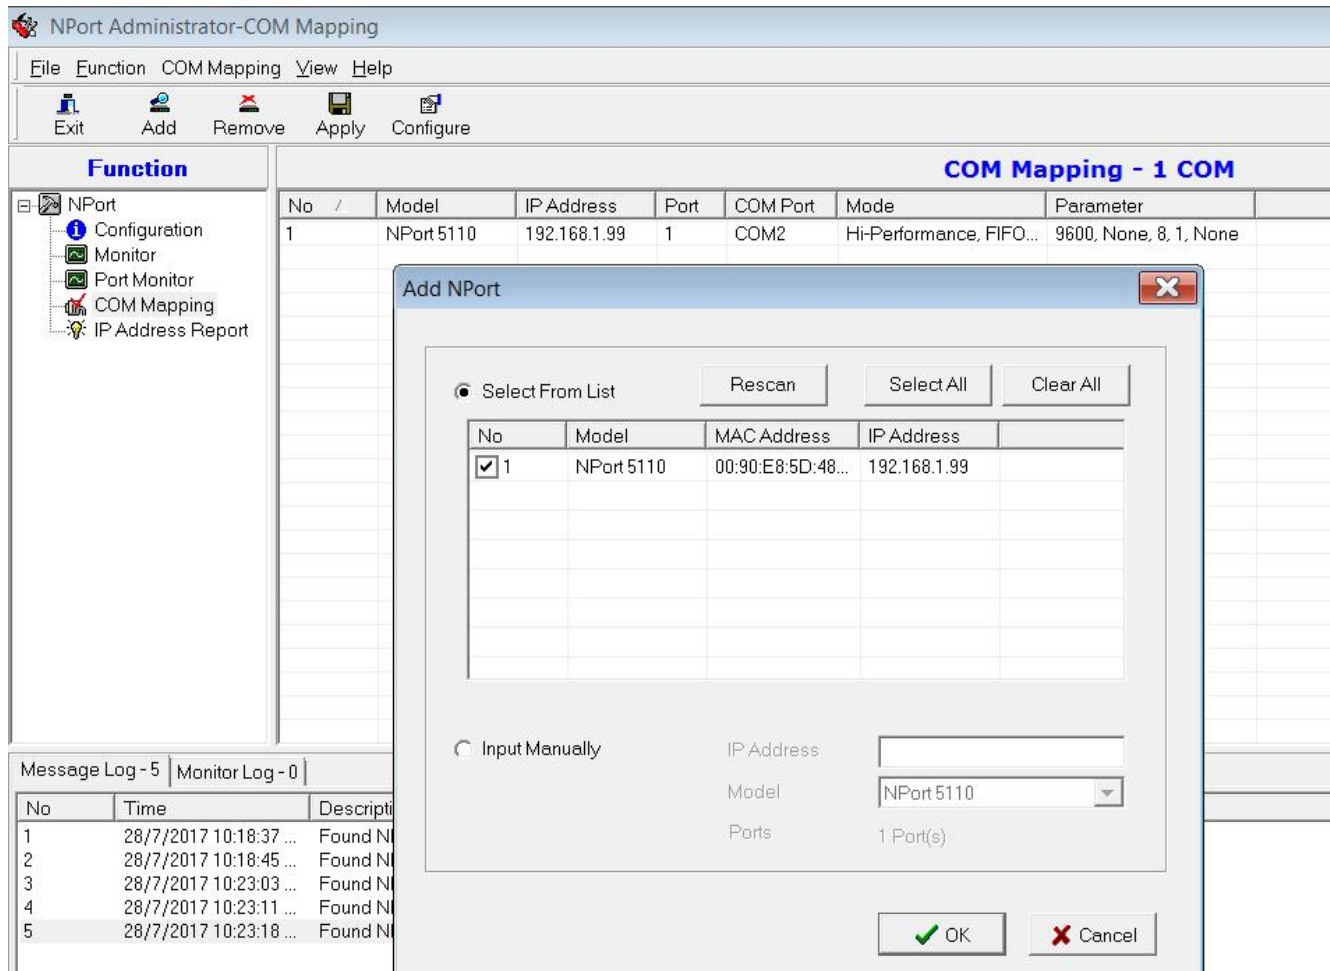 NPort Administrator-COM Mapping
File Function COM Mapping View Help
Exit Add Remove Apply Configure
Function
COM Mapping - 1 COM
NPort
Configuration
Monitor
Port Monitor
COM Mapping
IP Address Report
No Model IP Address Port COM Port Mode Parameter
1 NPort 5110 192.168.1.99 1 COM2 Hi-Performance, FIFO... 9600, None, 8, 1, None
Add NPort
Select From List Rescan Select All Clear All
No Model MAC Address IP Address
1 NPort 5110 00:90:E8:5D:48... 192.168.1.99
Input Manually IP Address
Model NPort 5110
Ports 1 Port(s)
OK Cancel
Message Log - 5 Monitor Log - 0
No Time Descripti
1 28/7/2017 10:18:37 ... Found N
2 28/7/2017 10:18:45 ... Found N
3 28/7/2017 10:23:03 ... Found N
4 28/7/2017 10:23:11 ... Found N
5 28/7/2017 10:23:18 ... Found N